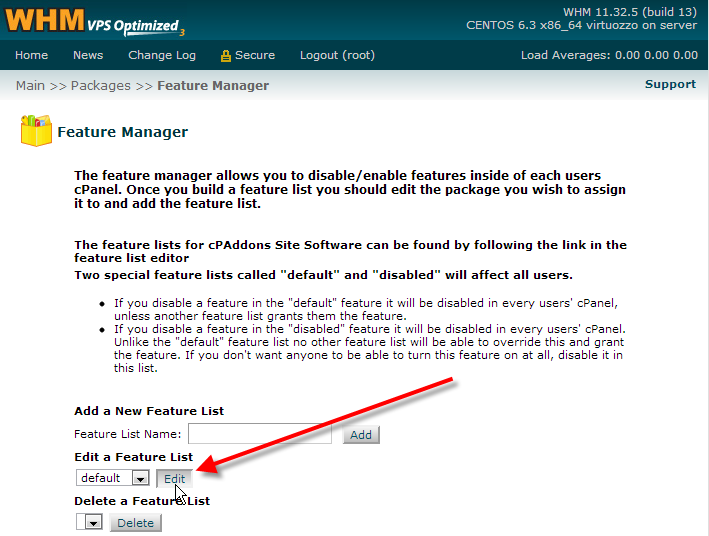 WHM VPS Optimized 3
WHM 11.32.5 (build 13)
CENTOS 6.3 x86_64 virtuozzo on server
Home News Change Log Secure Logout (root) Load Averages: 0.00 0.00 0.00
Main >> Packages >> Feature Manager Support
Feature Manager
The feature manager allows you to disable/enable features inside of each users
cPanel. Once you build a feature list you should edit the package you wish to assign
it to and add the feature list.
The feature lists for cPAddons Site Software can be found by following the link in the
feature list editor
Two special feature lists called "default" and "disabled" will affect all users.
• If you disable a feature in the "default" feature it will be disabled in every users' cPanel,
unless another feature list grants them the feature.
• If you disable a feature in the "disabled" feature it will be disabled in every users' cPanel.
Unlike the "default" feature list no other feature list will be able to override this and grant
the feature. If you don't want anyone to be able to turn this feature on at all, disable it in
this list.
Add a New Feature List
Feature List Name: Add
Edit a Feature List
default Edit
Delete a Feature List
Delete